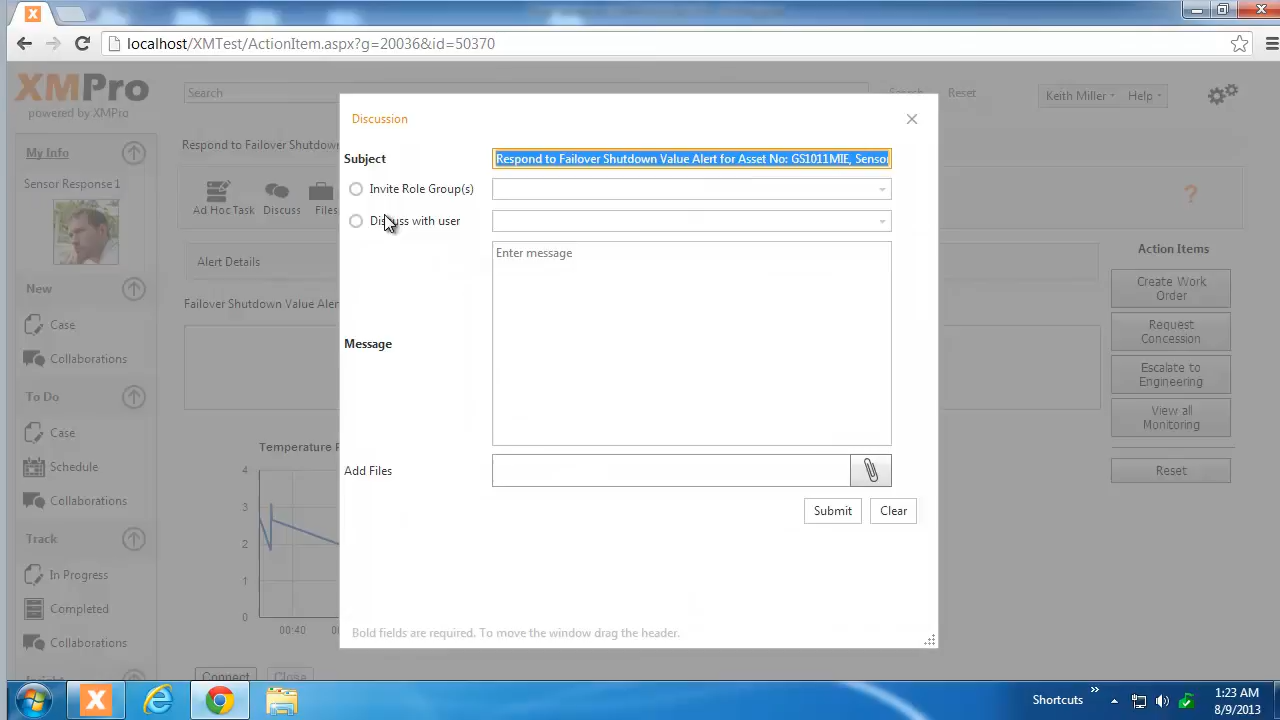 localhost/XMTest/ActionItem.aspx?g=20036&id=50370
XMPro
powered by XMPro
Search
Search
Reset
Keith Miller
Help
My Info
Sensor Response 1
New
Case
Collaborations
To Do
Case
Schedule
Collaborations
Track
In Progress
Completed
Collaborations
Insight
Respond to Failover Shutdown
Ad Hoc Task
Discuss
Files
?
Alert Details
Failover Shutdown Value Aler
Temperature
4
3
2
1
0
00:40
Connect
Close
Discussion
Subject
Respond to Failover Shutdown Value Alert for Asset No: GS1011MIE, Sensor
Invite Role Group(s)
Discuss with user
Enter message
Message
Add Files
Submit
Clear
Bold fields are required. To move the window drag the header.
Action Items
Create Work
Order
Request
Concession
Escalate to
Engineering
View all
Monitoring
Reset
Shortcuts
1:23 AM
8/9/2013